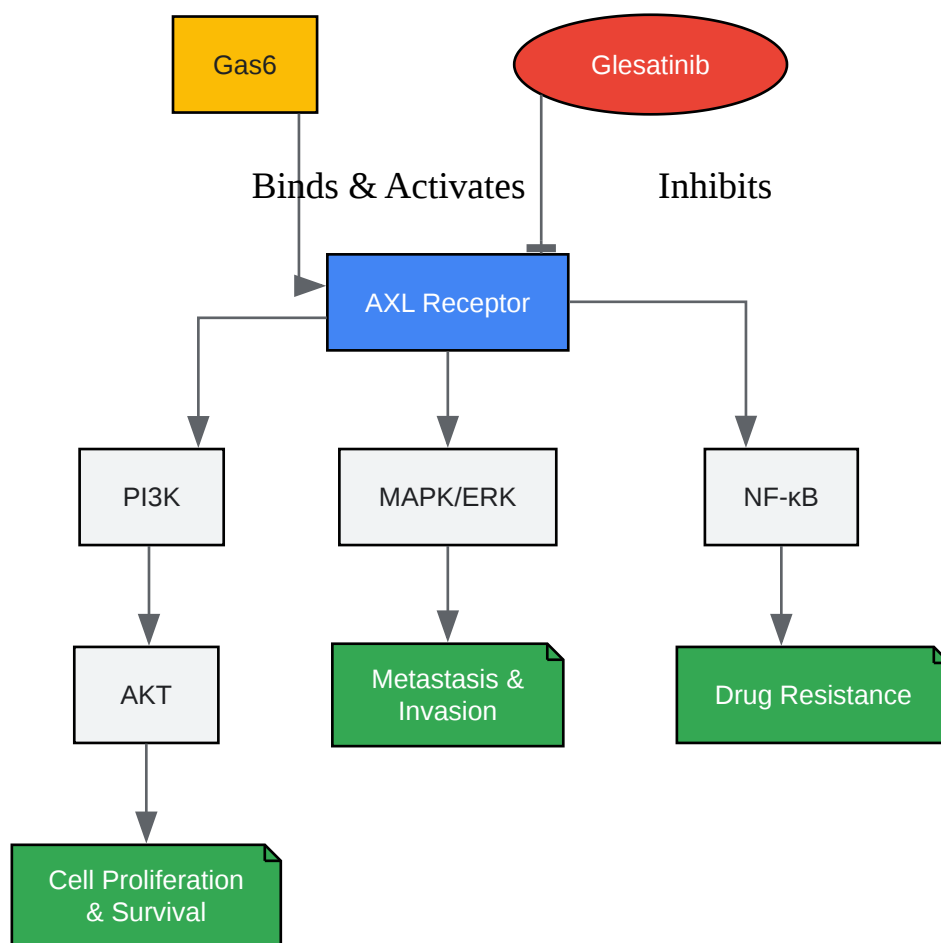 Gas6
Glesatinib
Binds & Activates
Inhibits
AXL Receptor
PI3K
MAPK/ERK
NF-κB
AKT
Metastasis &
Invasion
Drug Resistance
Cell Proliferation
& Survival